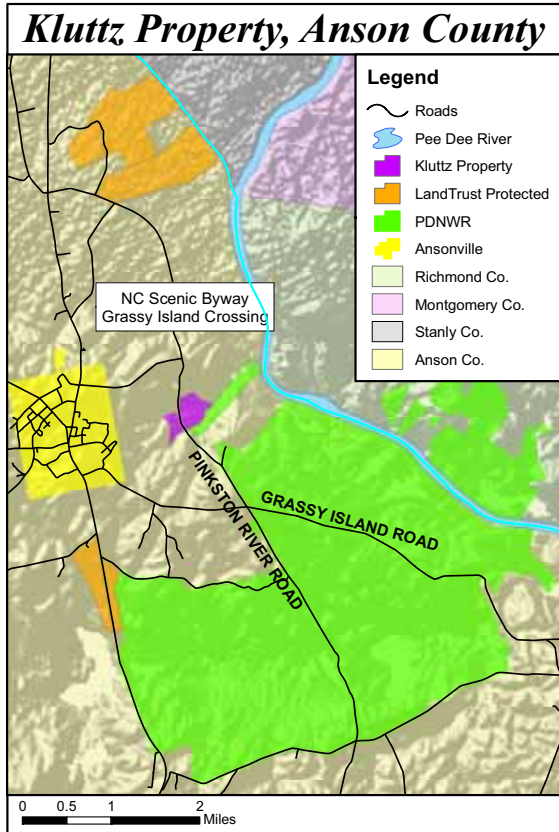 Kluttz Property, Anson County
Legend
Roads
Pee Dee River
Kluttz Property
LandTrust Protected
PDNWR
Ansonville
Richmond Co.
Montgomery Co.
Stanly Co.
Anson Co.
NC Scenic Byway
Grassy Island Crossing
PINKSTON RIVER ROAD
GRASSY ISLAND ROAD
0 0.5 1 2
Miles